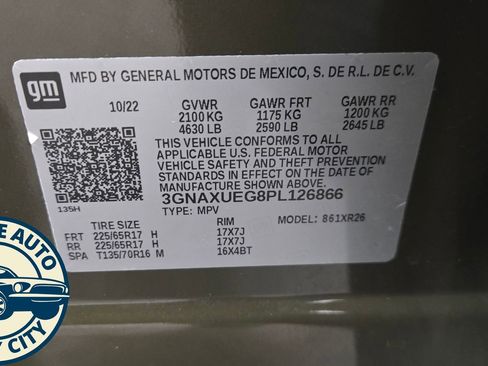 gm
MFD BY GENERAL MOTORS DE MEXICO, S. DE R.L. DE C.V.
10/22 GVWR GAWR FRT GAWR RR
2100 KG 1175 KG 1200 KG
4630 LB 2590 LB 2645 LB
THIS VEHICLE CONFORMS TO ALL
APPLICABLE U.S. FEDERAL MOTOR
VEHICLE SAFETY AND THEFT PREVENTION
STANDARDS IN EFFECT ON THE DATE OF
MANUFACTURE SHOWN ABOVE.
3GNAXUEG8PL126866
135H TYPE: MPV MODEL: 861XR26
TIRE SIZE RIM
FRT 225/65R17 H 17X7J
RR 225/65R17 H 17X7J
SPA T135/70R16 M 16X4BT
AUTO
CITY